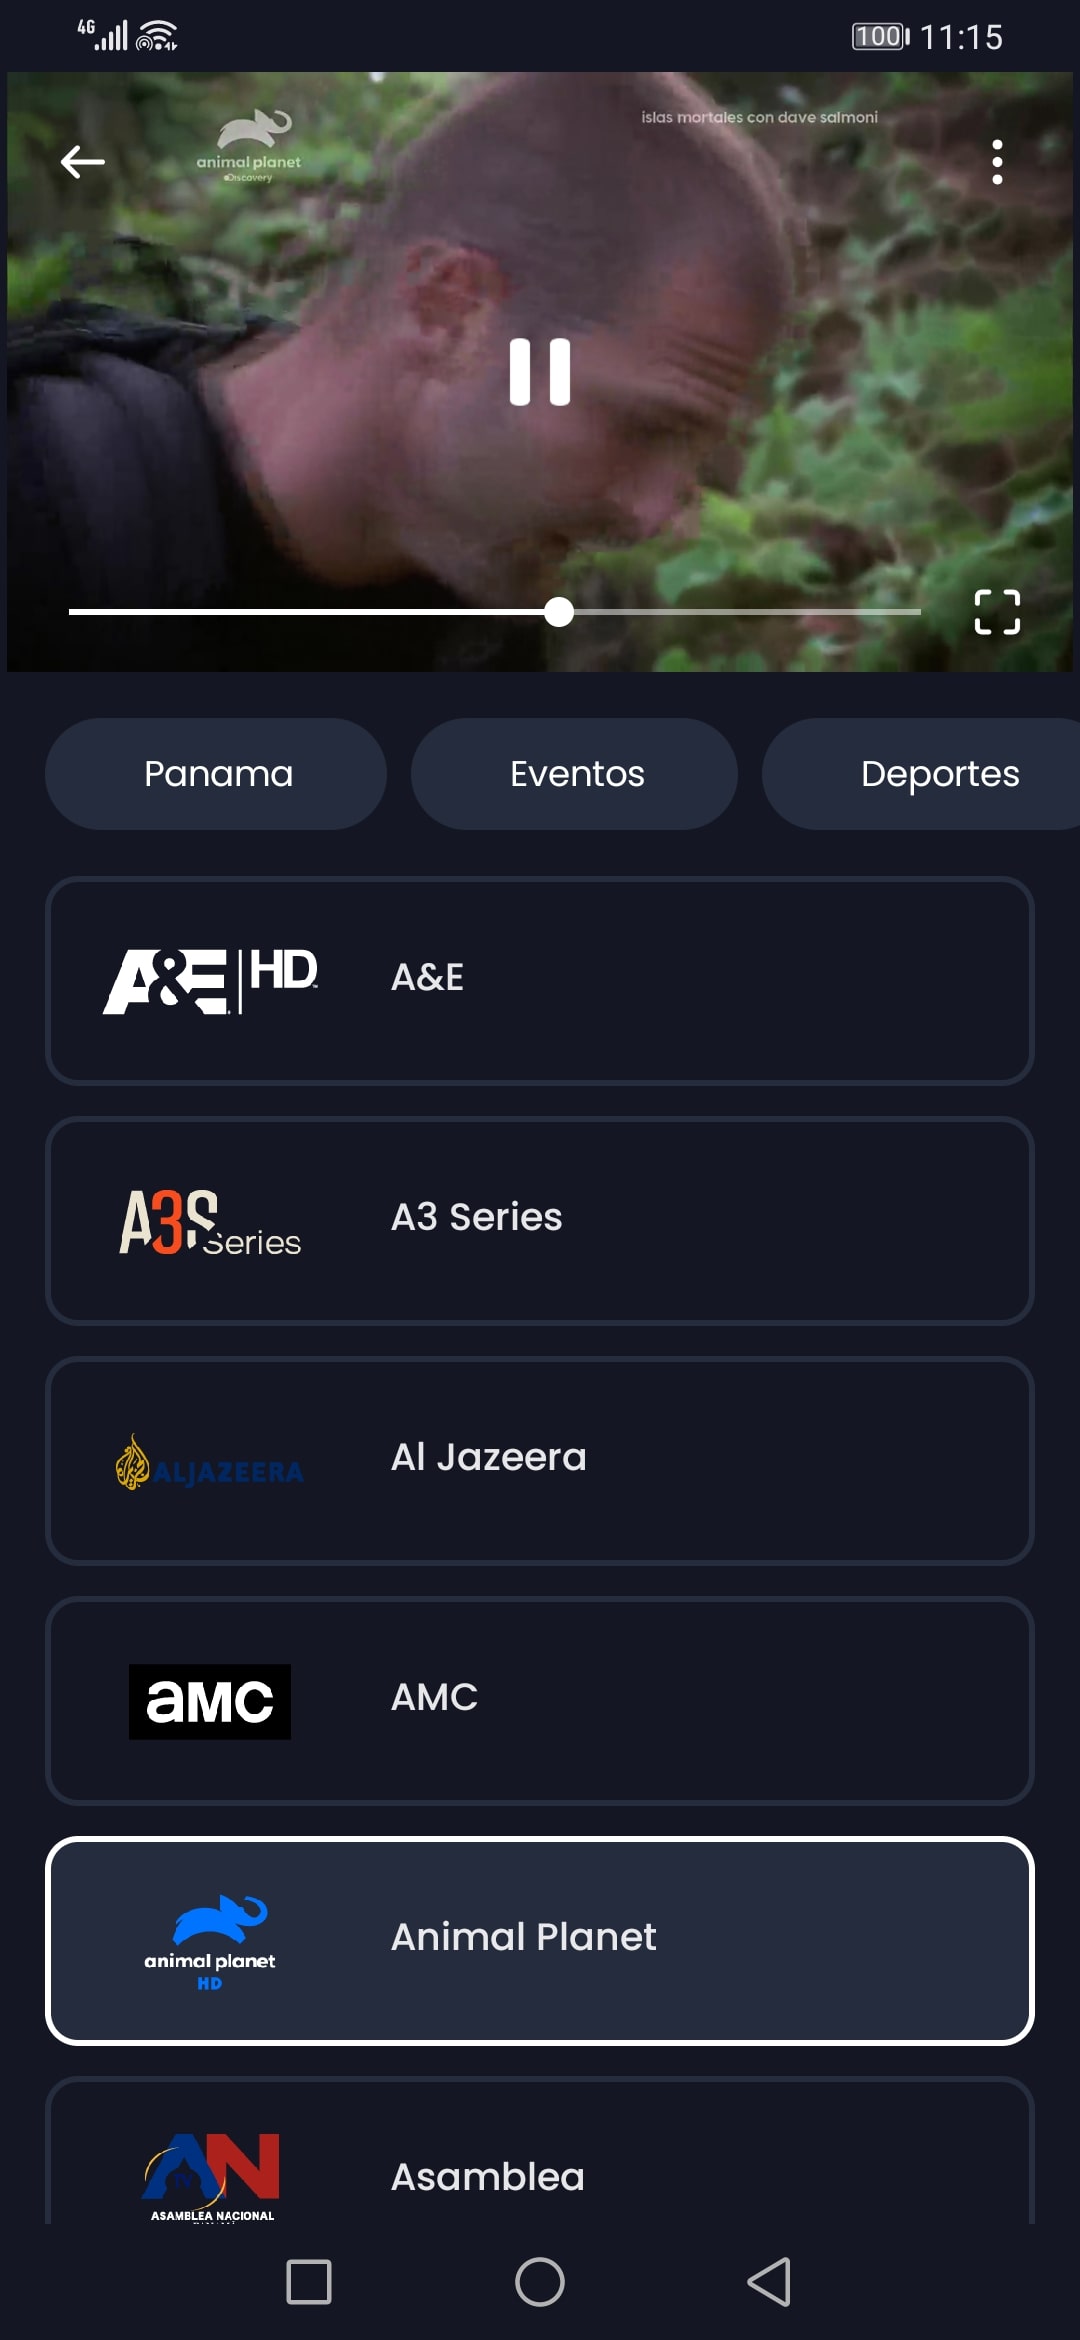 4G
100 11:15
animal planet
Discovery
islas mortales con dave salmoni
Panama
Eventos
Deportes
A&E HD
A&E
A3Series
A3 Series
ALJAZEERA
Al Jazeera
aMC
AMC
animal planet
HD
Animal Planet
AN
ASAMBLEA NACIONAL
Asamblea